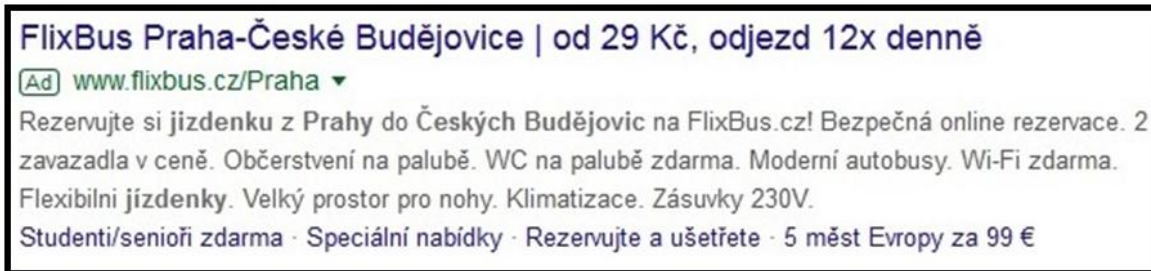 FlixBus Praha-České Budějovice | od 29 Kč, odjezd 12x denně
Ad www.flixbus.cz/Praha
Rezervujte si jizdenku z Prahy do Českých Budějovic na FlixBus.cz! Bezpečná online rezervace. 2
zavazadla v ceně. Občerstvení na palubě. WC na palubě zdarma. Moderní autobusy. Wi-Fi zdarma.
Flexibilni jízdenky. Velký prostor pro nohy. Klimatizace. Zásuvky 230V.
Studenti/senioři zdarma · Speciální nabídky · Rezervujte a ušetřete · 5 měst Evropy za 99 €